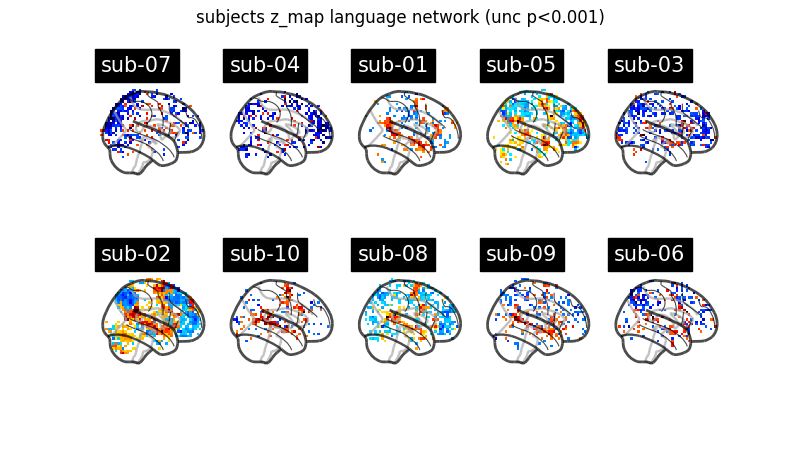 subjects z_map language network (unc p<0.001)
sub-07
sub-04
sub-01
sub-05
sub-03
sub-02
sub-10
sub-08
sub-09
sub-06